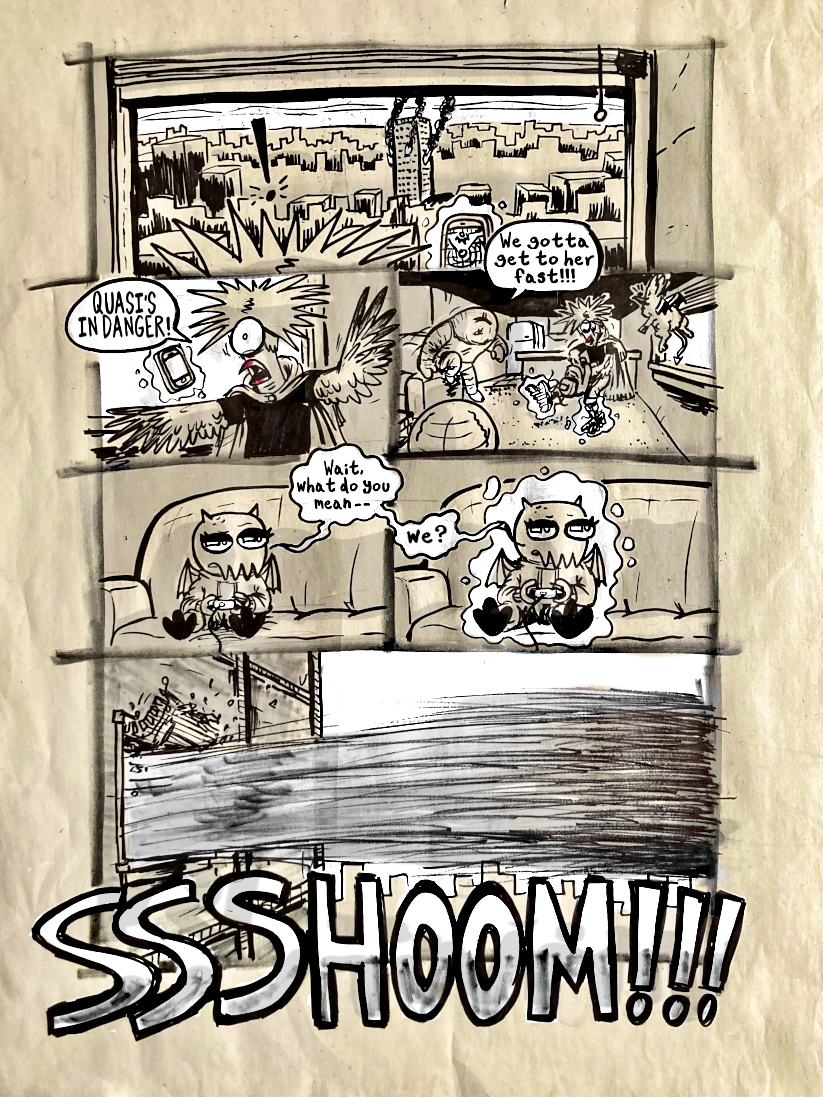 QUASI'S
IN DANGER!
We gotta
get to her
fast!!!
Wait,
what do you
mean--
We?
SSSHOOM!!!